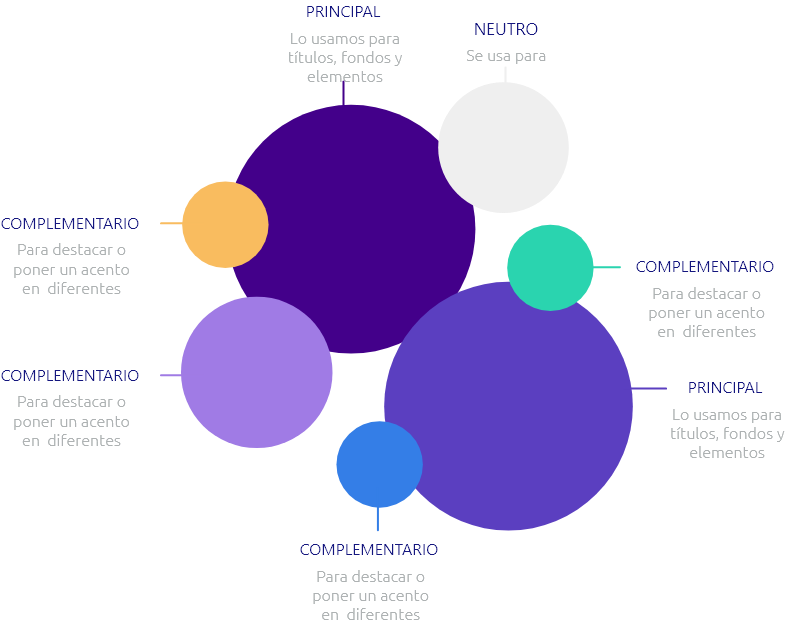 PRINCIPAL
Lo usamos para
títulos, fondos y
elementos
NEUTRO
Se usa para
COMPLEMENTARIO
Para destacar o
poner un acento
en diferentes
COMPLEMENTARIO
Para destacar o
poner un acento
en diferentes
COMPLEMENTARIO
Para destacar o
poner un acento
en diferentes
PRINCIPAL
Lo usamos para
títulos, fondos y
elementos
COMPLEMENTARIO
Para destacar o
poner un acento
en diferentes